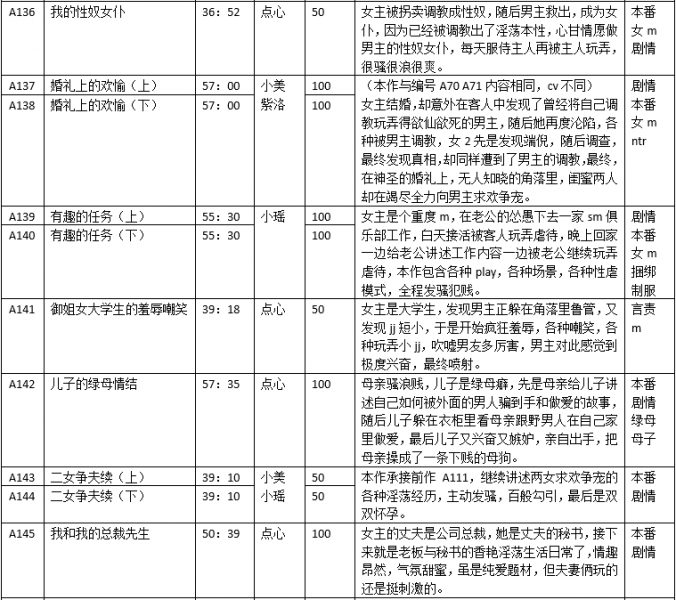 A136 我的性奴女仆 36：52 点心 50 女主被拐卖调教成性奴，随后男主救出，成为女 本番
仆，因为已经被调教出了淫荡本性，心甘情愿做 女 m
男主的性奴女仆，每天服侍主人再被主人玩弄， 剧情
很骚很浪很爽。
A137 婚礼上的欢愉（上） 57：00 小美 100 （本作与编号 A70 A71 内容相同，cv 不同） 剧情
A138 婚礼上的欢愉（下） 57：00 紫洛 100 女主结婚，却意外在客人中发现了曾经将自己调 本番
教玩弄得欲仙欲死的男主，随后她再度沦陷，各 女 m
种被男主调教，女 2 先是发现端倪，随后调查， ntr
最终发现真相，却同样遭到了男主的调教，最终，
在神圣的婚礼上，无人知晓的角落里，闺蜜两人
却在竭尽全力向男主求欢争宠。
A139 有趣的任务（上） 55：30 小瑶 100 女主是个重度 m，在老公的怂恿下去一家 sm 俱 剧情
A140 有趣的任务（下） 55：30 100 乐部工作，白天接活被客人玩弄虐待，晚上回家 本番
一边给老公讲述工作内容一边被老公继续玩弄 女 m
虐待，本作包含各种 play，各种场景，各种性虐 捆绑
模式，全程发骚犯贱。 制服
A141 御姐女大学生的羞辱嘲笑 39：18 点心 50 女主是大学生，发现男主正躲在角落里鲁管，又 言责
发现 jj 短小，于是开始疯狂羞辱，各种嘲笑，各 m
种玩弄小 jj，吹嘘男友多厉害，男主对此感觉到
极度兴奋，最终喷射。
A142 儿子的绿母情结 57：35 点心 100 母亲骚浪贱，儿子是绿母癖，先是母亲给儿子讲 本番
述自己如何被外面的男人骗到手和做爱的故事， 剧情
随后儿子躲在衣柜里看母亲跟野男人在自己家 绿母
里做爱，最后儿子又兴奋又嫉妒，亲自出手，把 母子
母亲操成了一条下贱的母狗。
A143 二女争夫续（上） 39：10 小美 50 本作承接前作 A111，继续讲述两女求欢争宠的 本番
A144 二女争夫续（下） 39：10 小瑶 50 各种淫荡经历，主动发骚，百般勾引，最后是双 剧情
双怀孕。
A145 我和我的总裁先生 50：39 点心 100 女主的丈夫是公司总裁，她是丈夫的秘书，接下 本番
来就是老板与秘书的香艳淫荡生活日常了，情趣 剧情
昂然，气氛甜蜜，虽是纯爱题材，但夫妻俩玩的
还是挺刺激的。